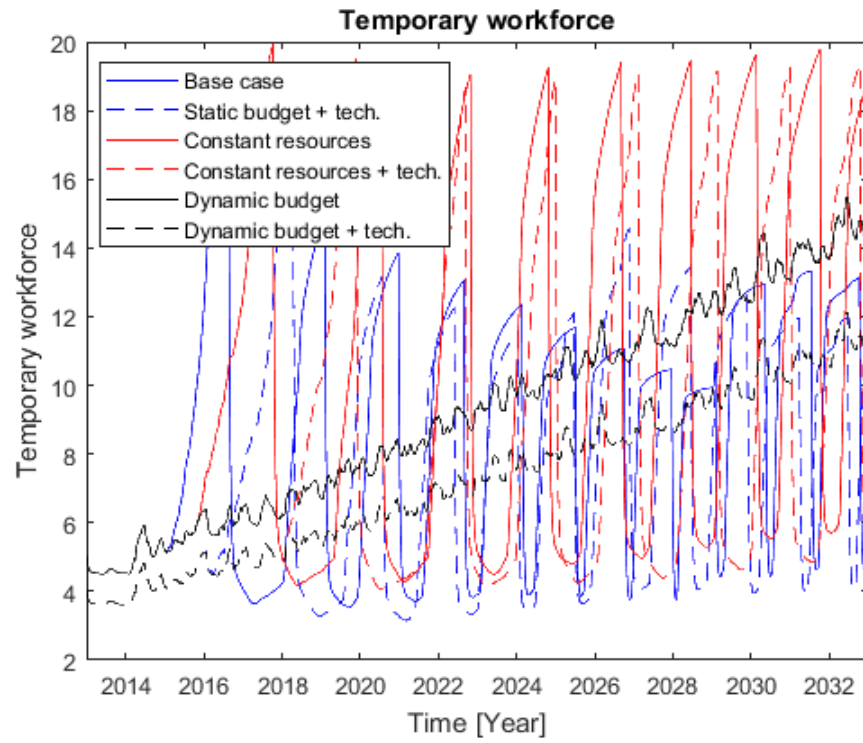 Temporary workforce
20
18
16
14
12
10
8
6
4
2
Temporary workforce
Base case
Static budget + tech.
Constant resources
Constant resources + tech.
Dynamic budget
Dynamic budget + tech.
2014 2016 2018 2020 2022 2024 2026 2028 2030 2032
Time [Year]